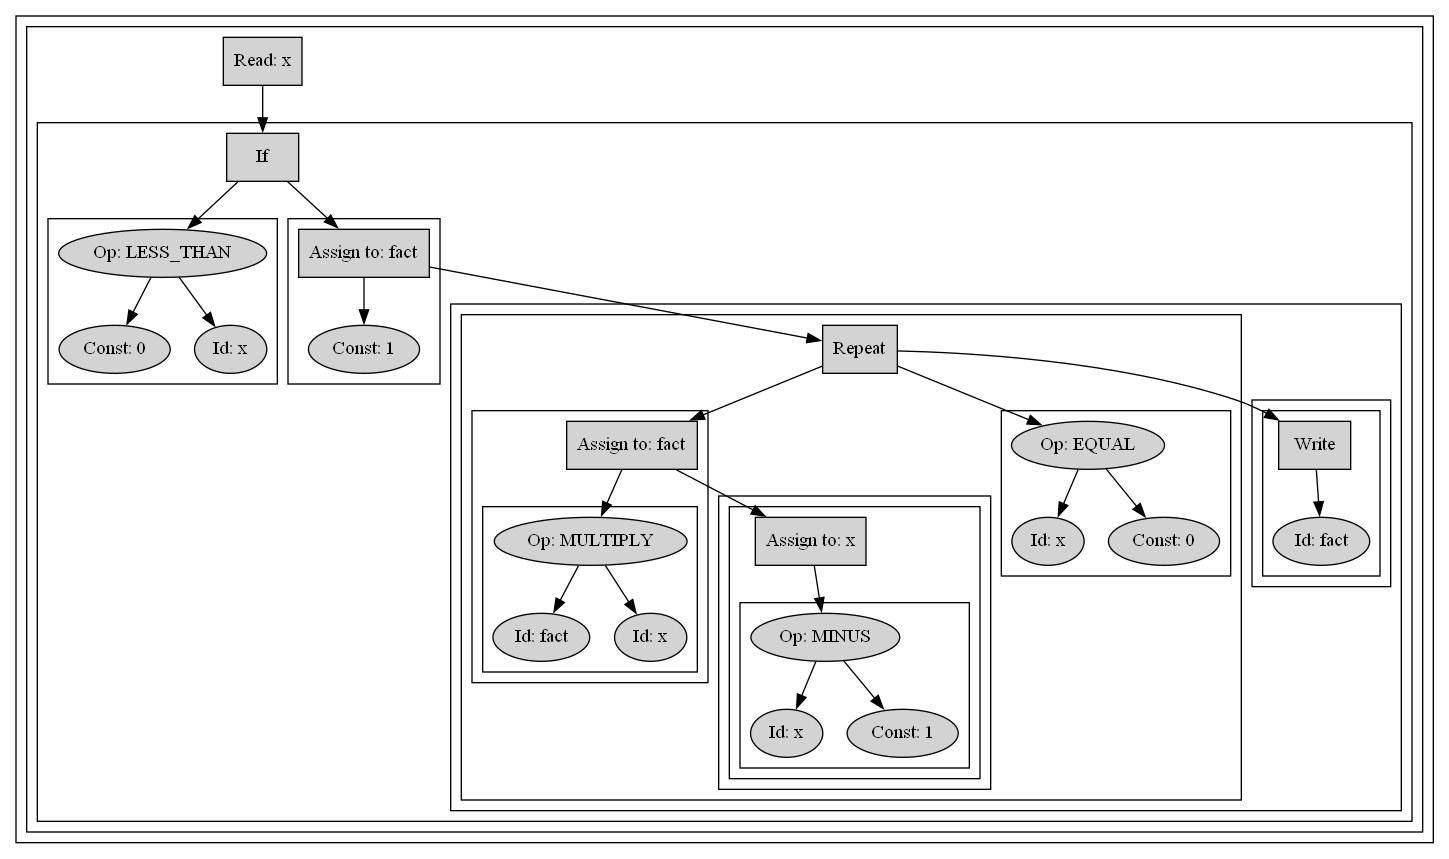 Read: x
If
Op: LESS_THAN
Assign to: fact
Const: 0
Id: x
Const: 1
Repeat
Assign to: fact
Op: EQUAL
Write
Op: MULTIPLY
Assign to: x
Id: x
Const: 0
Id: fact
Id: fact
Id: x
Op: MINUS
Id: x
Const: 1